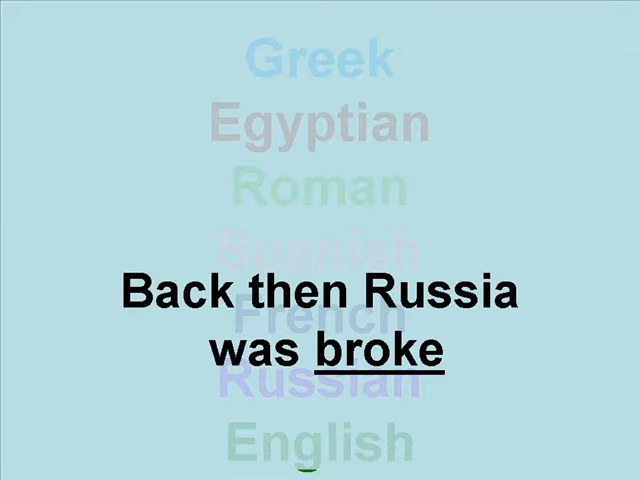 Greek
Egyptian
Roman
Spanish
Back then Russia
French
was broke
Russian
English